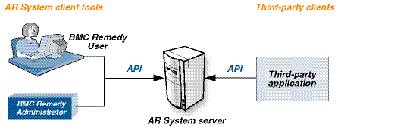 AR System client tools
Third-party clients
BMC Remedy
User
API
API
Third-party
application
BMC Remedy
Administrator
AR System server